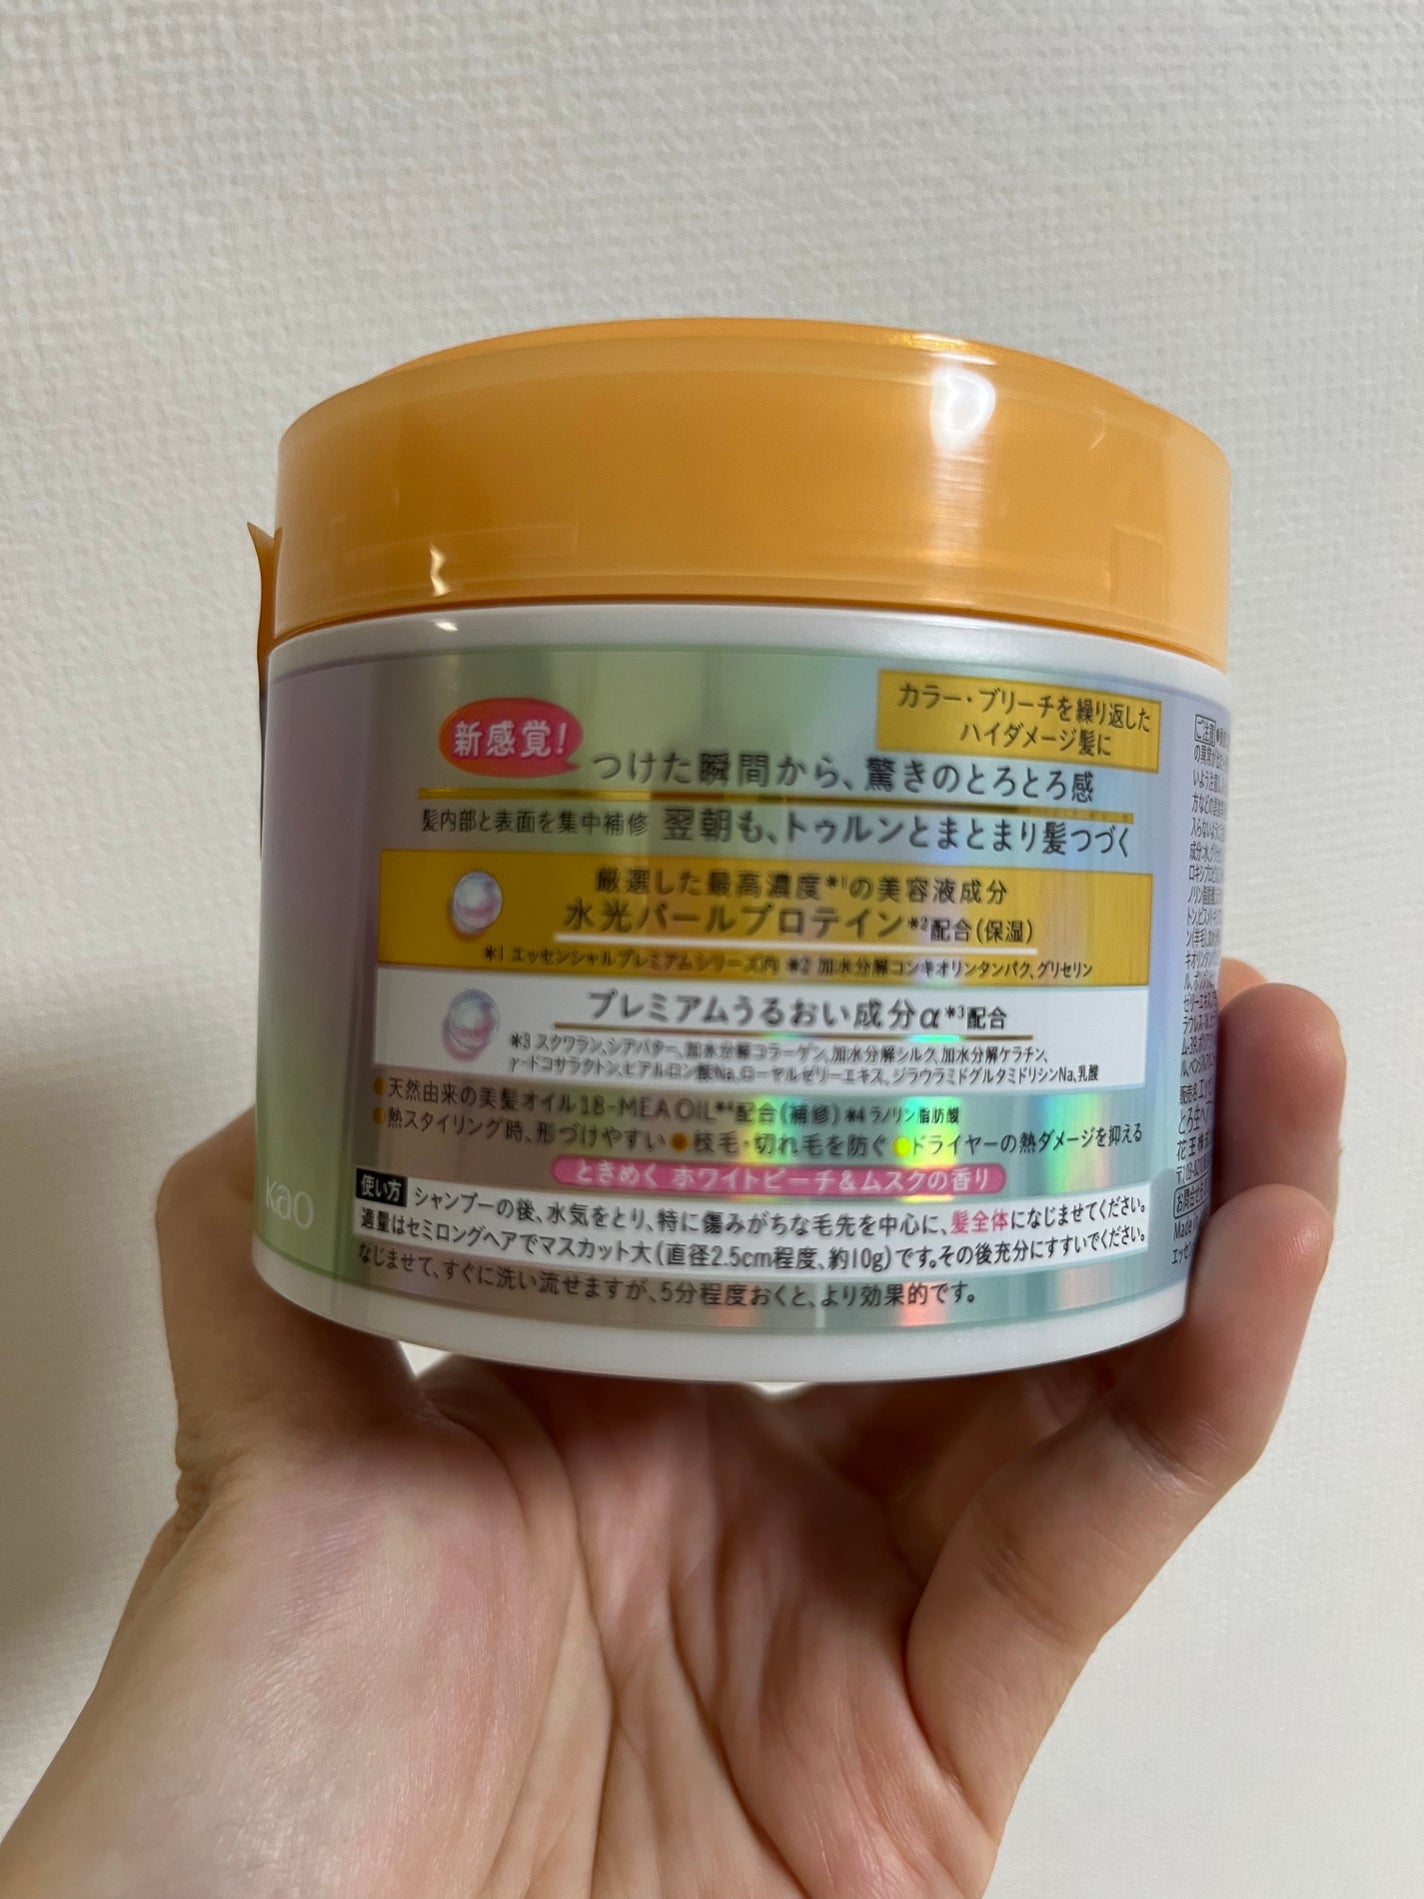 カラー・ブリーチを繰り返した
ハイダメージ髪に
新感覚!
つけた瞬間から、驚きのとろとろ感
髪内部と表面を集中補修 翌朝も、トゥルンとまとまり髪つづく
厳選した最高濃度*1の美容液成分
水光パールプロテイン*2配合(保湿)
*1 エッセンシャルプレミアムシリーズ内 *2 加水分解コンキオリンタンパク、グリセリン
プレミアムうるおい成分α*3配合
*3 スクワラン、シアバター、加水分解コラーゲン、加水分解シルク、加水分解ケラチン、
γ-ドコサラクトン、ヒアルロン酸Na、ローヤルゼリーエキス、ジラウラミドグルタミドリシンNa、乳酸
天然由来の美髪オイル18-MEA OIL*4配合(補修) *4 ラノリン脂肪酸
熱スタイリング時、形づけやすい ●枝毛・切れ毛を防ぐ ●ドライヤーの熱ダメージを抑える
ときめく ホワイトピーチ&ムスクの香り
使い方 シャンプーの後、水気をとり、特に傷みがちな毛先を中心に、髪全体になじませてください。
適量はセミロングヘアでマスカット大(直径2.5cm程度、約10g)です。その後充分にすすいでください。
なじませて、すぐに洗い流せますが、5分程度おくと、より効果的です。
Kao
ご注意
Made